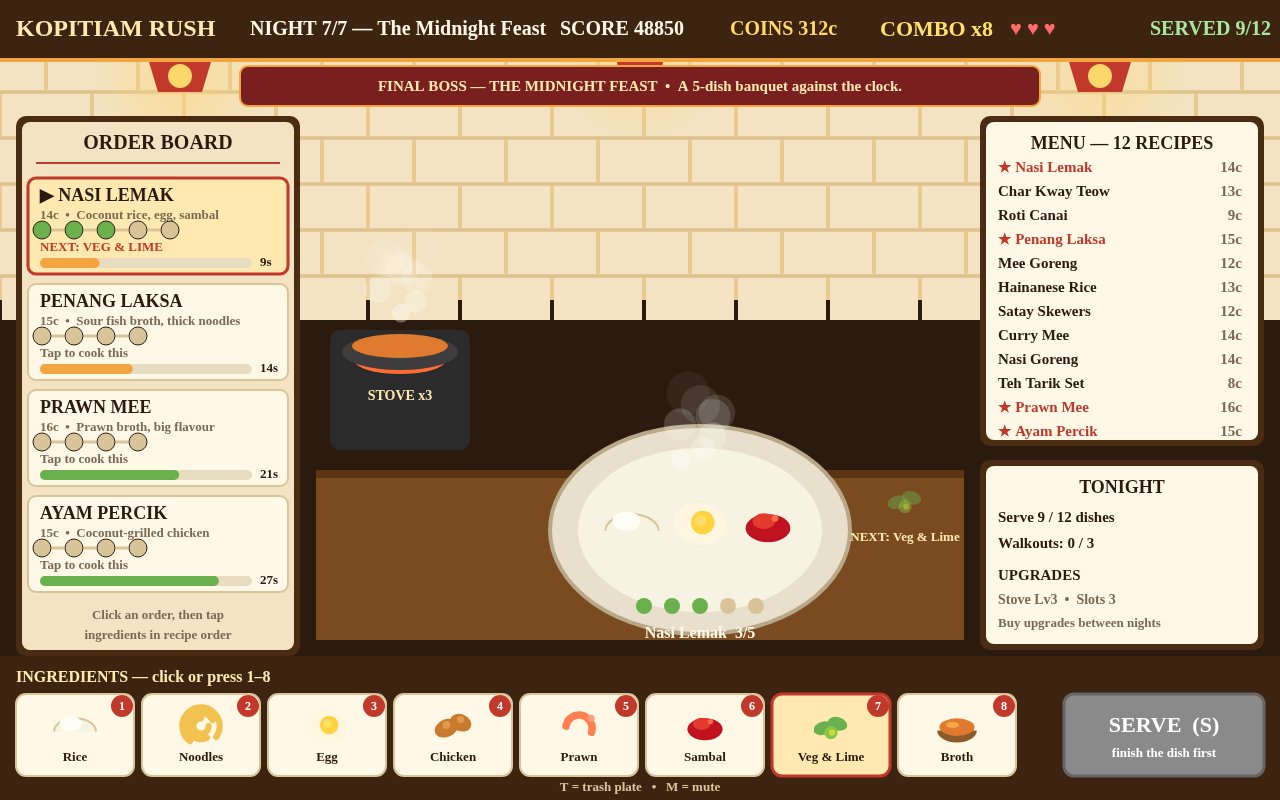 KOPITIAM RUSH NIGHT 7/7 — The Midnight Feast SCORE 48850 COINS 312c COMBO x8 ♥ ♥ ♥ SERVED 9/12
FINAL BOSS — THE MIDNIGHT FEAST • A 5-dish banquet against the clock.
ORDER BOARD
▶ NASI LEMAK
14c • Coconut rice, egg, sambal
NEXT: VEG & LIME
9s
PENANG LAKSA
15c • Sour fish broth, thick noodles
Tap to cook this
14s
PRAWN MEE
16c • Prawn broth, big flavour
Tap to cook this
21s
AYAM PERCIK
15c • Coconut-grilled chicken
Tap to cook this
27s
Click an order, then tap
ingredients in recipe order
STOVE x3
NEXT: Veg & Lime
Nasi Lemak 3/5
MENU — 12 RECIPES
★ Nasi Lemak 14c
Char Kway Teow 13c
Roti Canai 9c
★ Penang Laksa 15c
Mee Goreng 12c
Hainanese Rice 13c
Satay Skewers 12c
Curry Mee 14c
Nasi Goreng 14c
Teh Tarik Set 8c
★ Prawn Mee 16c
★ Ayam Percik 15c
TONIGHT
Serve 9 / 12 dishes
Walkouts: 0 / 3
UPGRADES
Stove Lv3 • Slots 3
Buy upgrades between nights
INGREDIENTS — click or press 1–8
1 Rice
2 Noodles
3 Egg
4 Chicken
5 Prawn
6 Sambal
7 Veg & Lime
8 Broth
SERVE (S)
finish the dish first
T = trash plate • M = mute